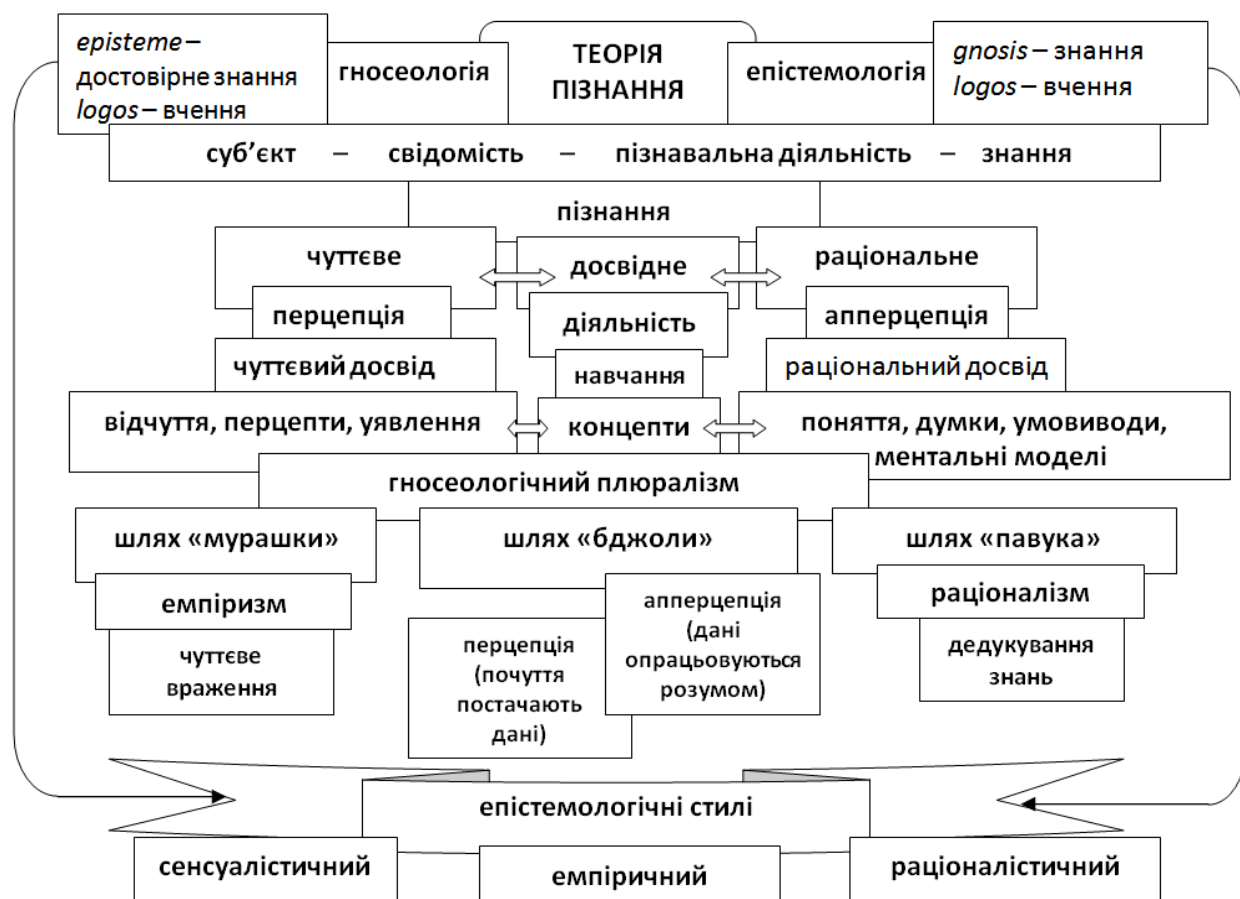 episteme –
достовірне знання
logos – вчення
гносеологія
ТЕОРІЯ
ПІЗНАННЯ
епістемологія
gnosis – знання
logos – вчення
суб’єкт – свідомість – пізнавальна діяльність – знання
пізнання
чуттєве
досвідне
раціональне
перцепція
діяльність
апперцепція
чуттєвий досвід
навчання
раціональний досвід
відчуття, перцепти, уявлення
концепти
поняття, думки, умовиводи,
ментальні моделі
гносеологічний плюралізм
шлях «мурашки»
шлях «бджоли»
шлях «павука»
емпіризм
раціоналізм
чуттєве
враження
перцепція
(почуття
постачають
дані)
апперцепція
(дані
опрацьовуються
розумом)
дедукування
знань
епістемологічні стилі
сенсуалістичний
емпіричний
раціоналістичний